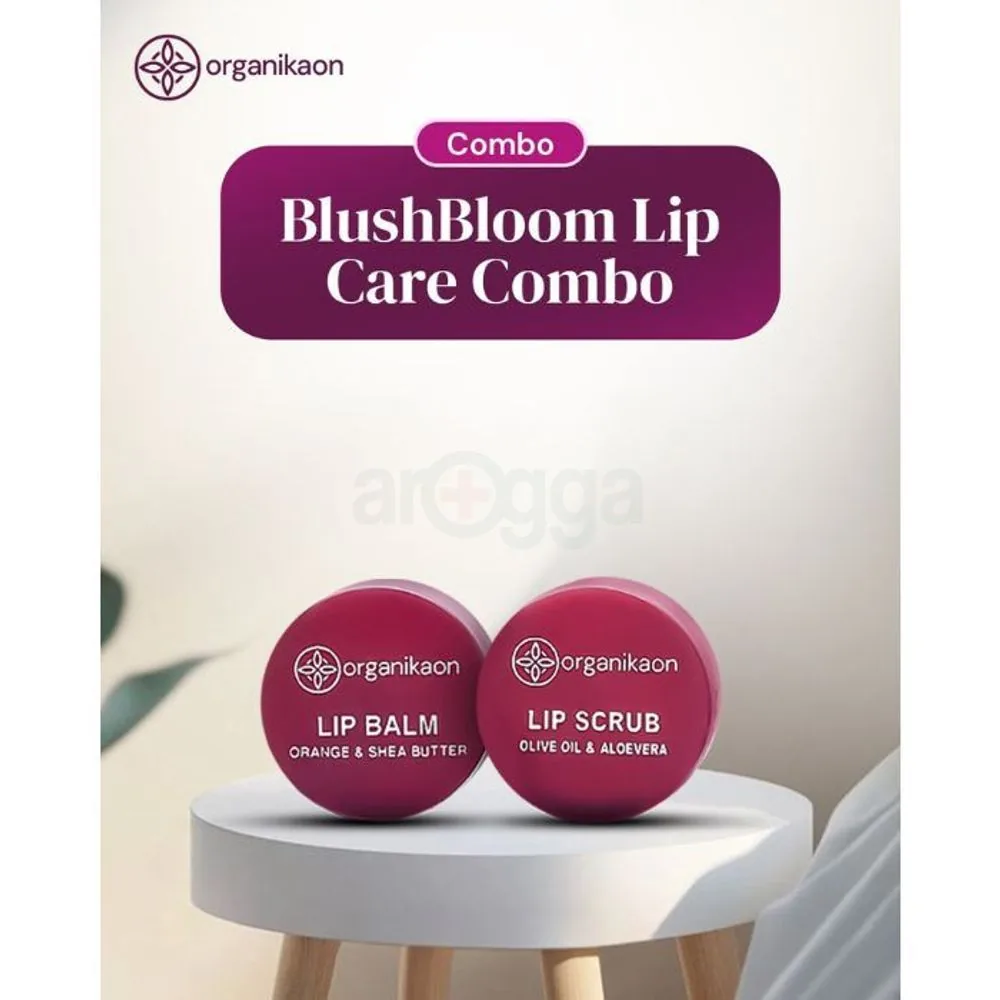 organikaon
Combo
BlushBloom Lip
Care Combo
arogga
organikaon
LIP BALM
ORANGE & SHEA BUTTER
organikaon
LIP SCRUB
OLIVE OIL & ALOEVERA